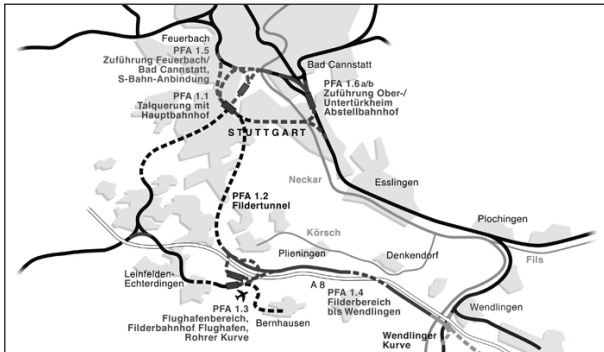 Feuerbach
PFA 1.5
Zuführung Feuerbach/
Bad Cannstatt,
S-Bahn-Anbindung
Bad Cannstatt
PFA 1.6 a/b
Zuführung Ober-/
Untertürkheim
Abstellbahnhof
PFA 1.1
Talquerung mit
Hauptbahnhof
STUTTGART
Neckar
Esslingen
PFA 1.2
Fildertunnel
Plochingen
Körsch
Plieningen
Denkendorf
Fils
Leinfelden-
Echterdingen
A 8
PFA 1.4
Filderbereich
bis Wendlingen
PFA 1.3
Flughafenbereich,
Filderbahnhof Flughafen,
Rohrer Kurve
Bernhausen
Wendlingen
Wendlinger
Kurve